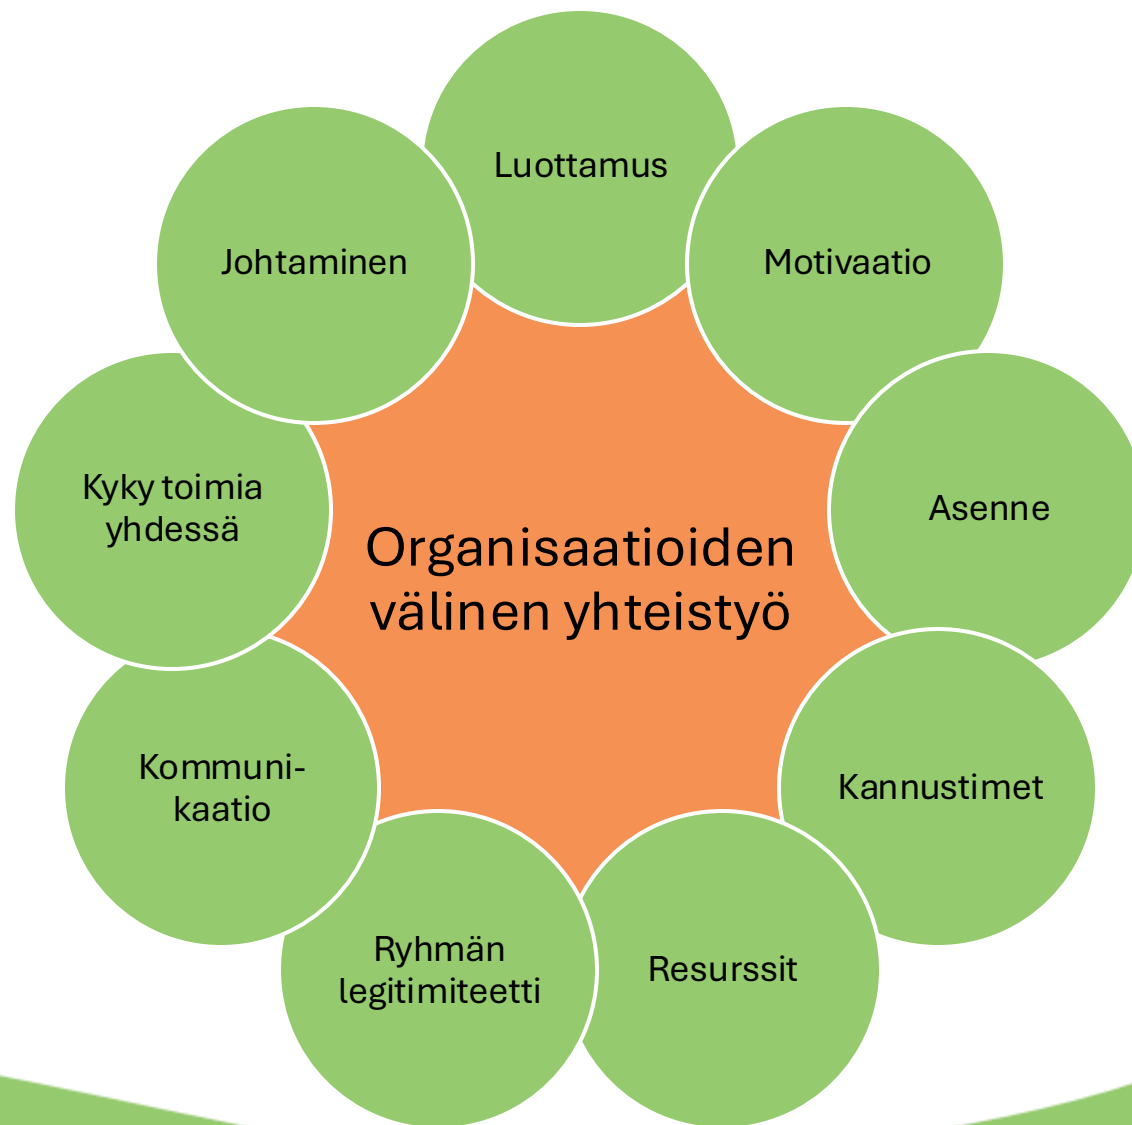 Luottamus
Motivaatio
Asenne
Kannustimet
Resurssit
Ryhmän
legitimiteetti
Kommuni-
kaatio
Kyky toimia
yhdessä
Johtaminen
Organisaatioiden
välinen yhteistyö